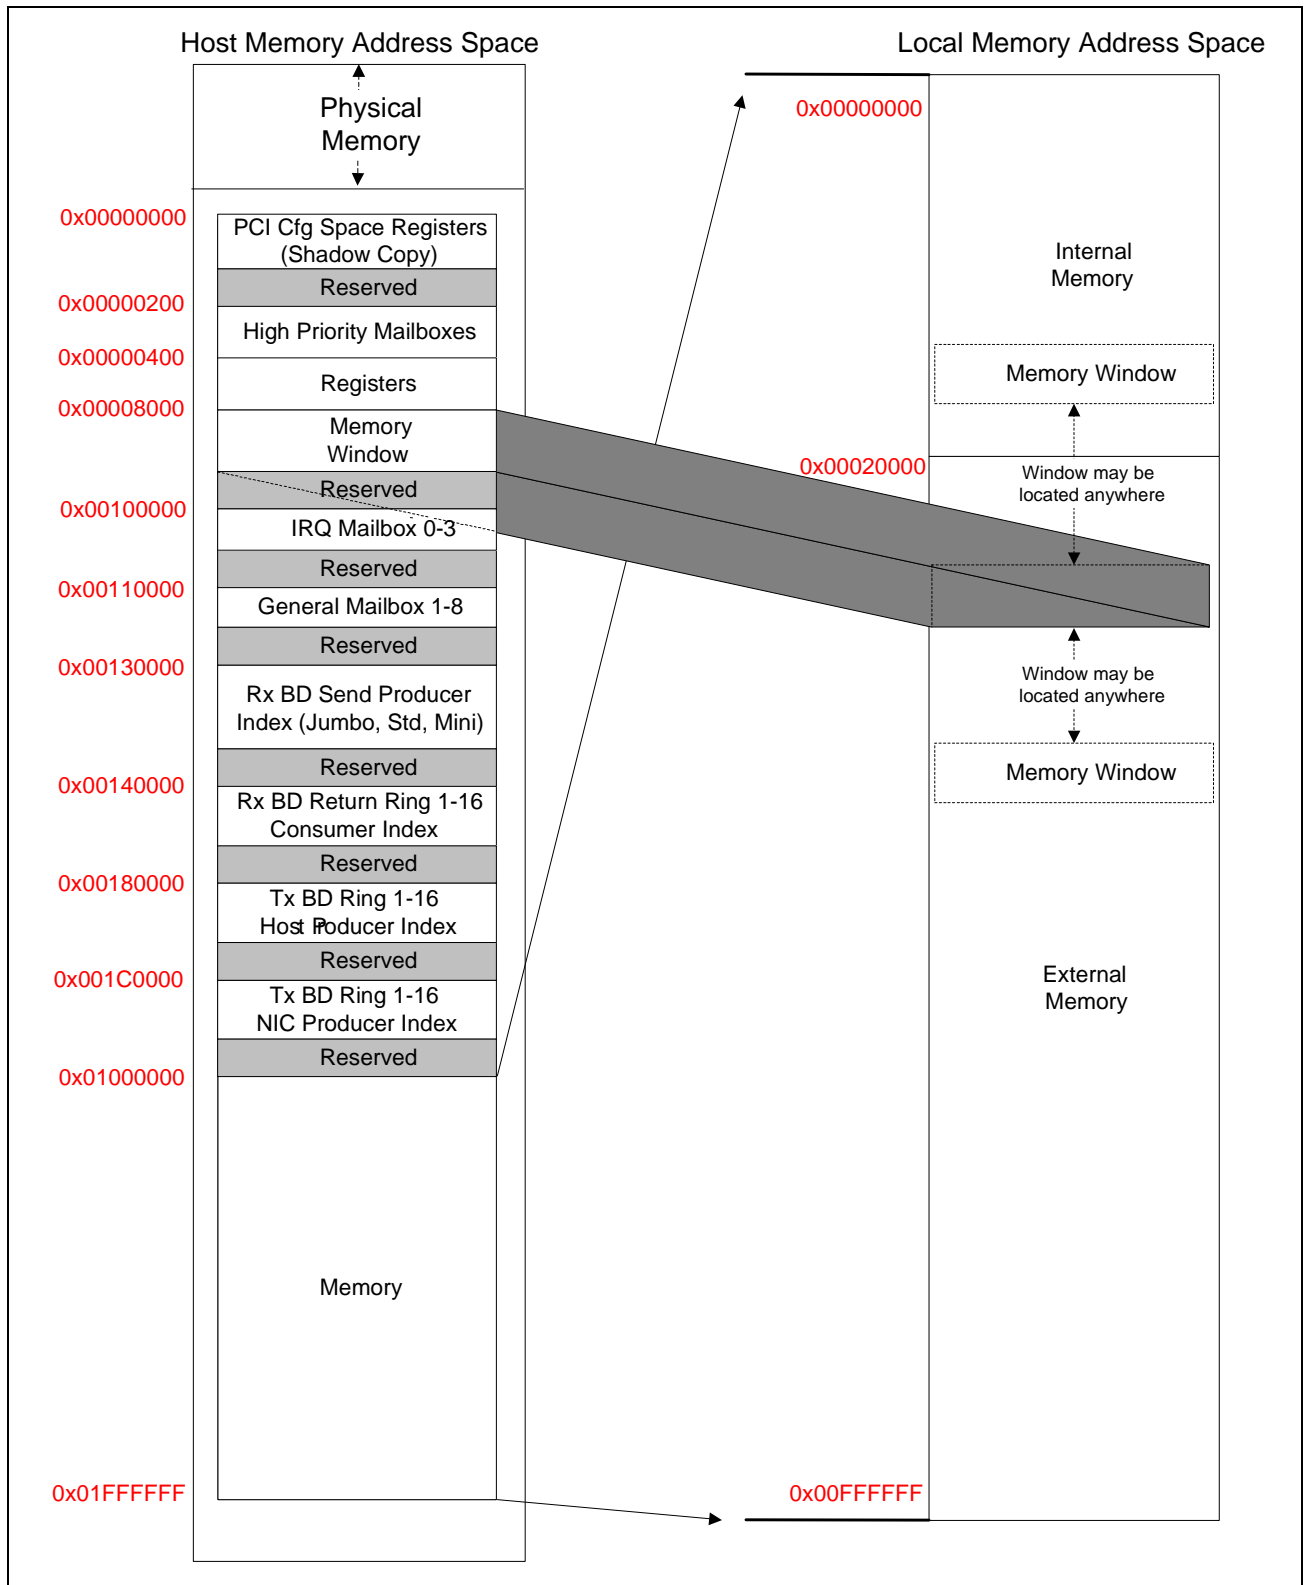 Host Memory Address Space
Physical
Memory
0x00000000
PCI Cfg Space Registers
(Shadow Copy)
Reserved
0x00000200
High Priority Mailboxes
0x00000400
Registers
0x00008000
Memory
Window
Reserved
0x00100000
IRQ Mailbox 0-3
Reserved
0x00110000
General Mailbox 1-8
Reserved
0x00130000
Rx BD Send Producer
Index (Jumbo, Std, Mini)
Reserved
0x00140000
Rx BD Return Ring 1-16
Consumer Index
Reserved
0x00180000
Tx BD Ring 1-16
Host Poducer Index
Reserved
0x001C0000
Tx BD Ring 1-16
NIC Producer Index
Reserved
0x01000000
Memory
0x01FFFFFF
Local Memory Address Space
0x00000000
Internal
Memory
Memory Window
0x00020000
Window may be
located anywhere
Window may be
located anywhere
Memory Window
External
Memory
0x00FFFFFF